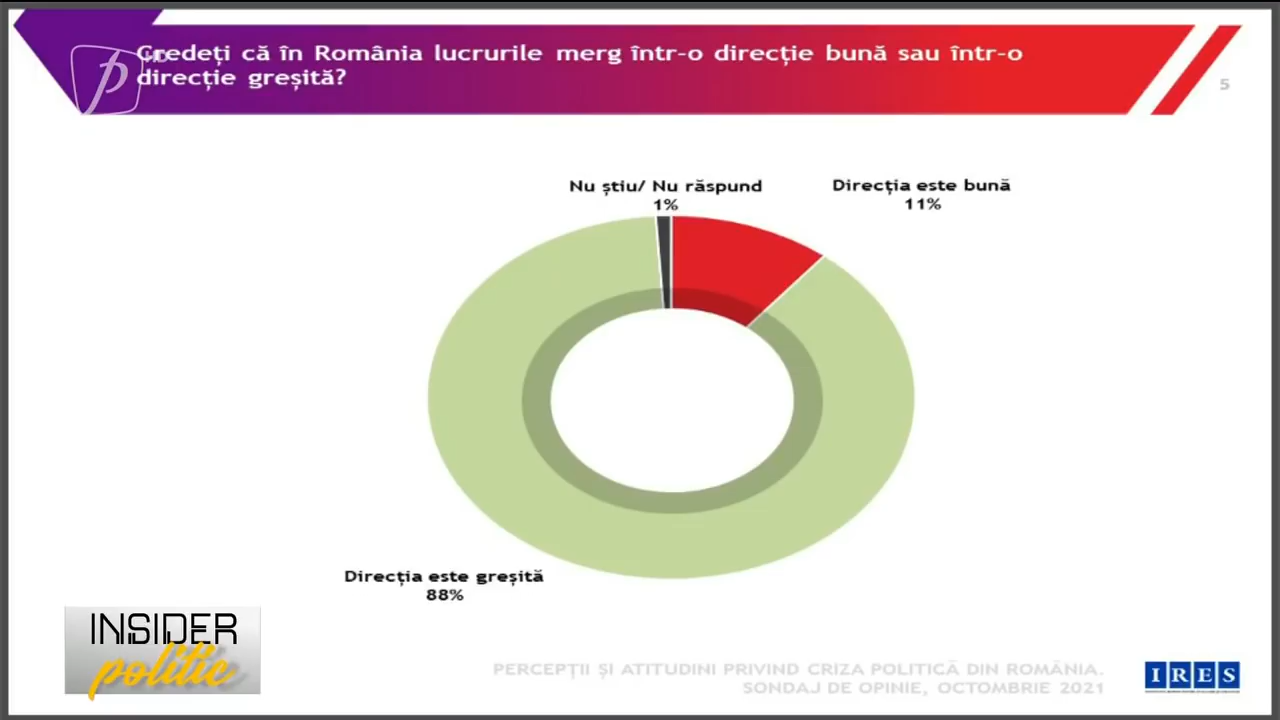 Credeți că în România lucrurile merg într-o direcție bună sau într-o
direcție greșită?
5
Nu știu/ Nu răspund
1%
Direcția este bună
11%
Direcția este greșită
88%
INSIDER
politic
PERCEPȚII ȘI ATITUDINI PRIVIND CRIZA POLITICĂ DIN ROMÂNIA.
SONDAJ DE OPINIE, OCTOMBRIE 2021
IRES